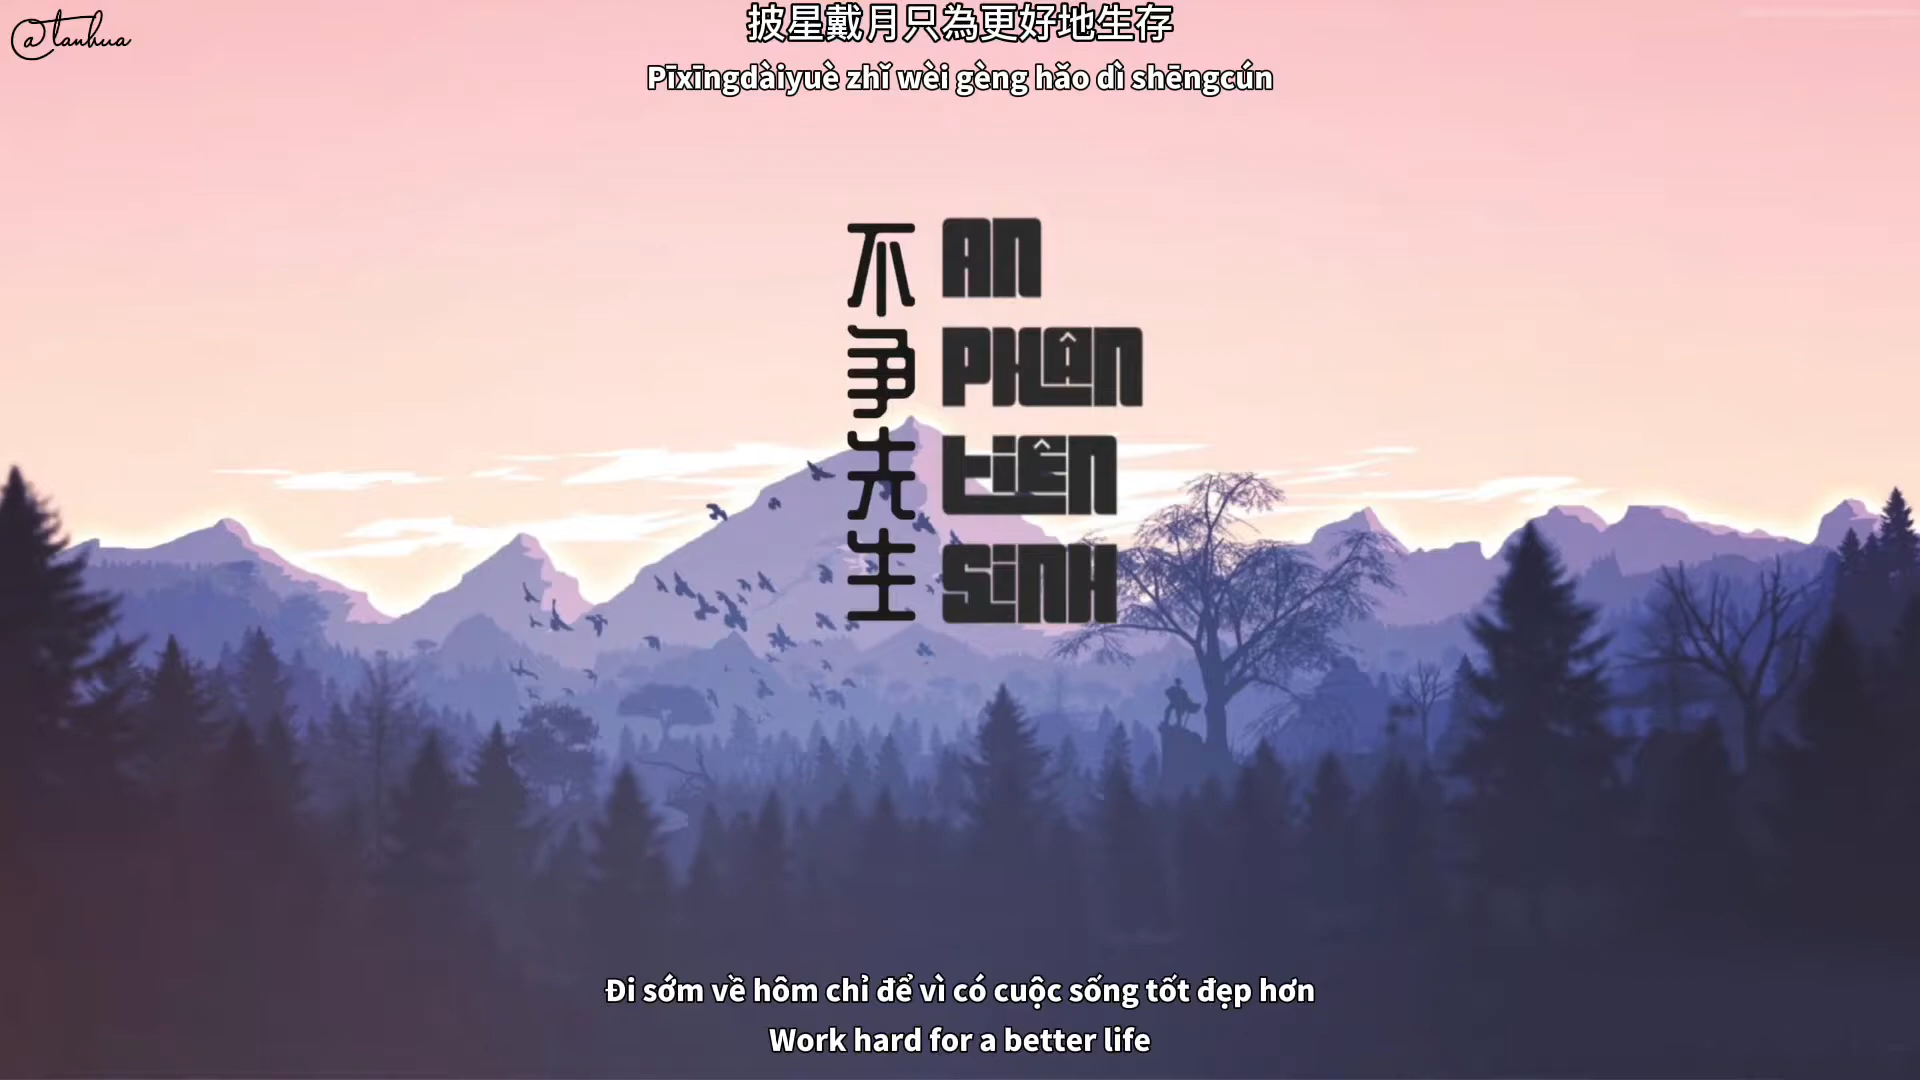 @tanhua
披星戴月只為更好地生存
Pīxīngdàiyuè zhǐ wèi gèng hǎo dì shēngcún
不争先生
AN
PHẬN
TIÊN
SINH
Đi sớm về hôm chỉ để vì có cuộc sống tốt đẹp hơn
Work hard for a better life